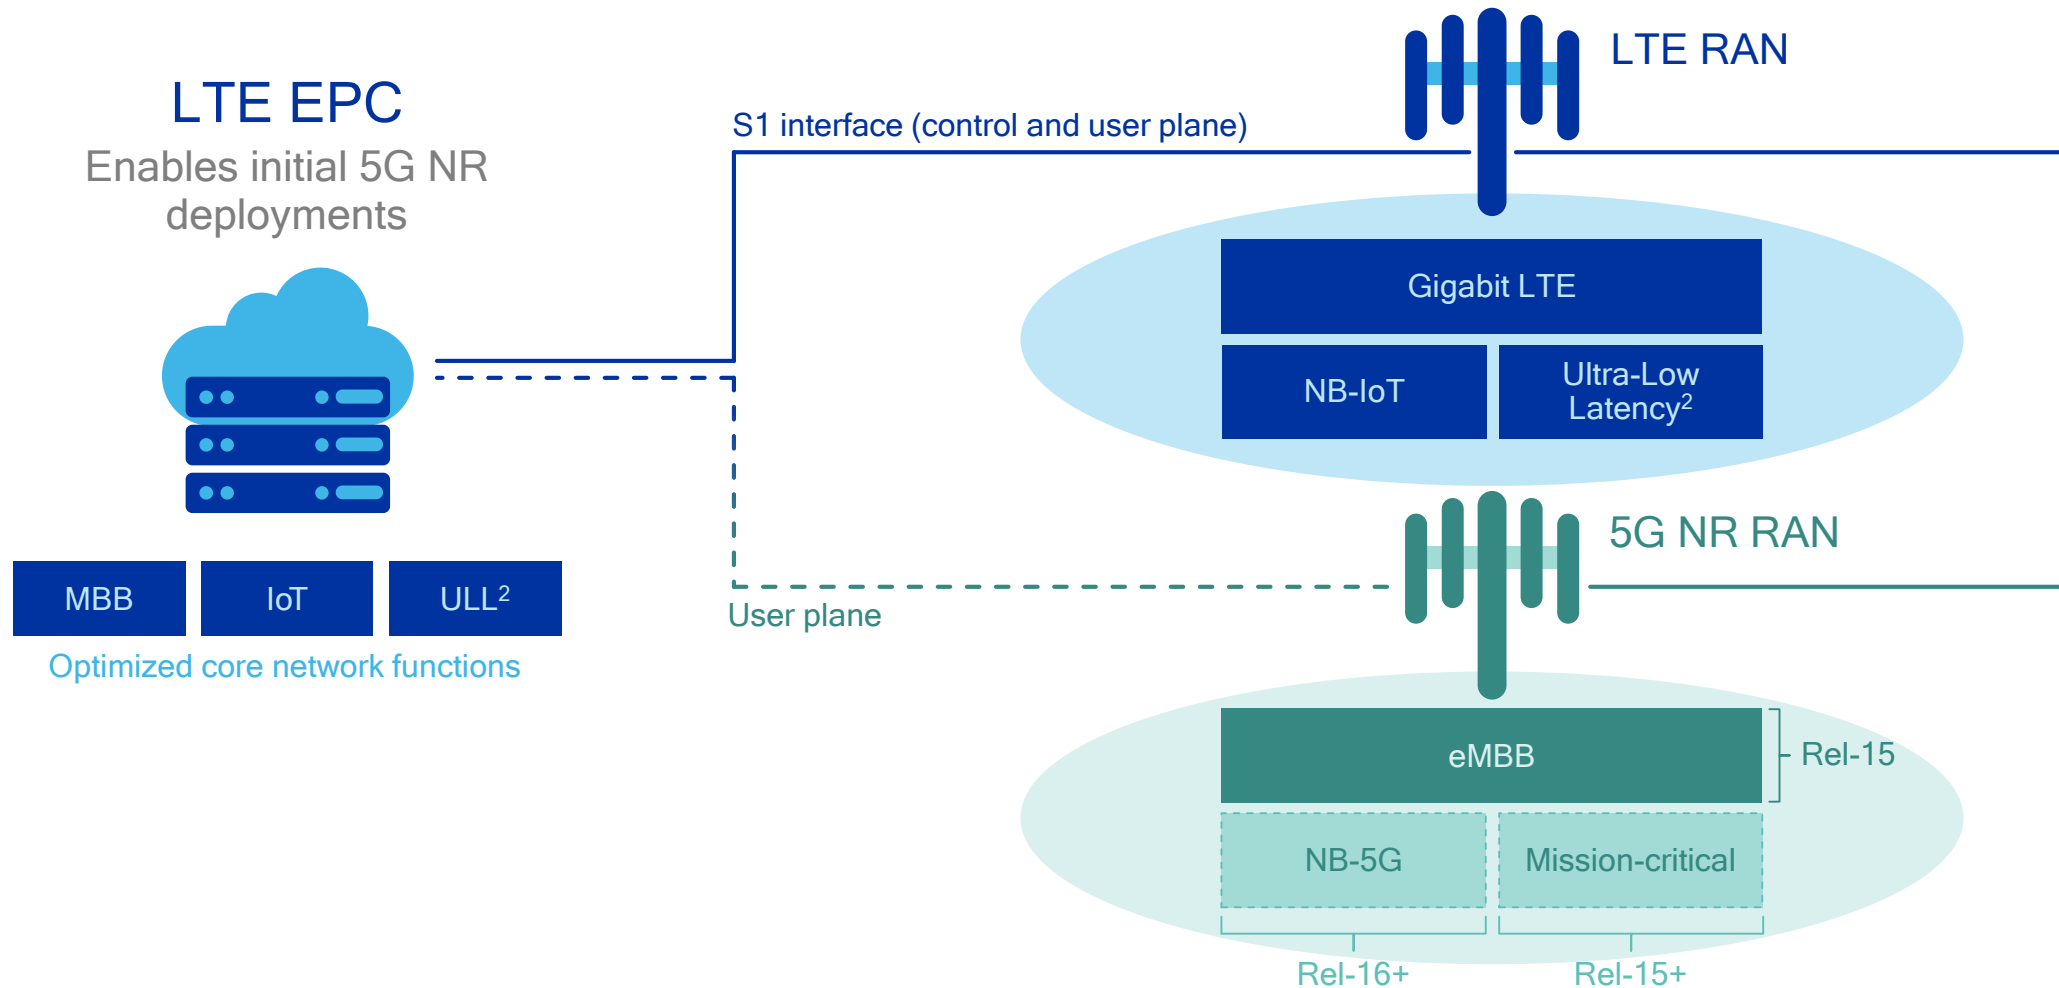 LTE EPC
Enables initial 5G NR
deployments
MBB
IoT
ULL²
Optimized core network functions
S1 interface (control and user plane)
User plane
LTE RAN
Gigabit LTE
NB-IoT
Ultra-Low
Latency²
5G NR RAN
eMBB
Rel-15
NB-5G
Mission-critical
Rel-16+
Rel-15+